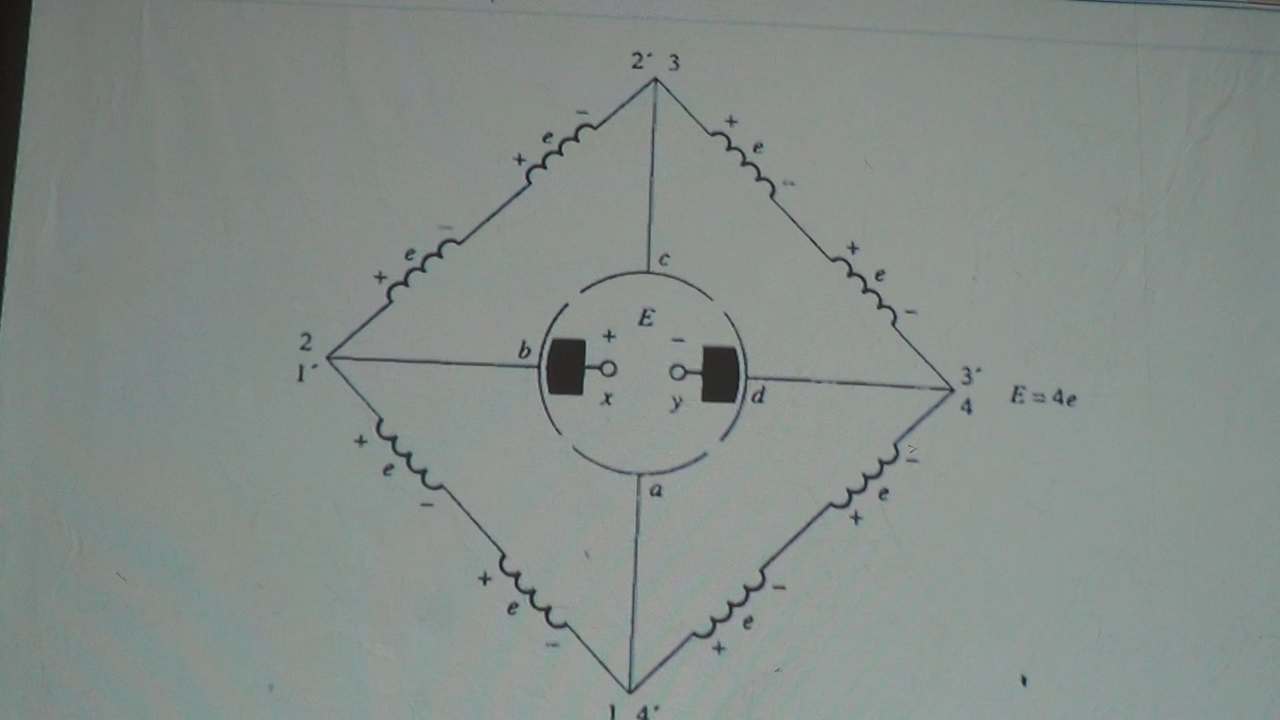 2' 3
- +
e e
+ -
- +
e e
+ -
c
E
2 b + - 3'
1' x y d 4 E = 4e
+ -
e e
- +
a
+ -
e e
- +
1 4'